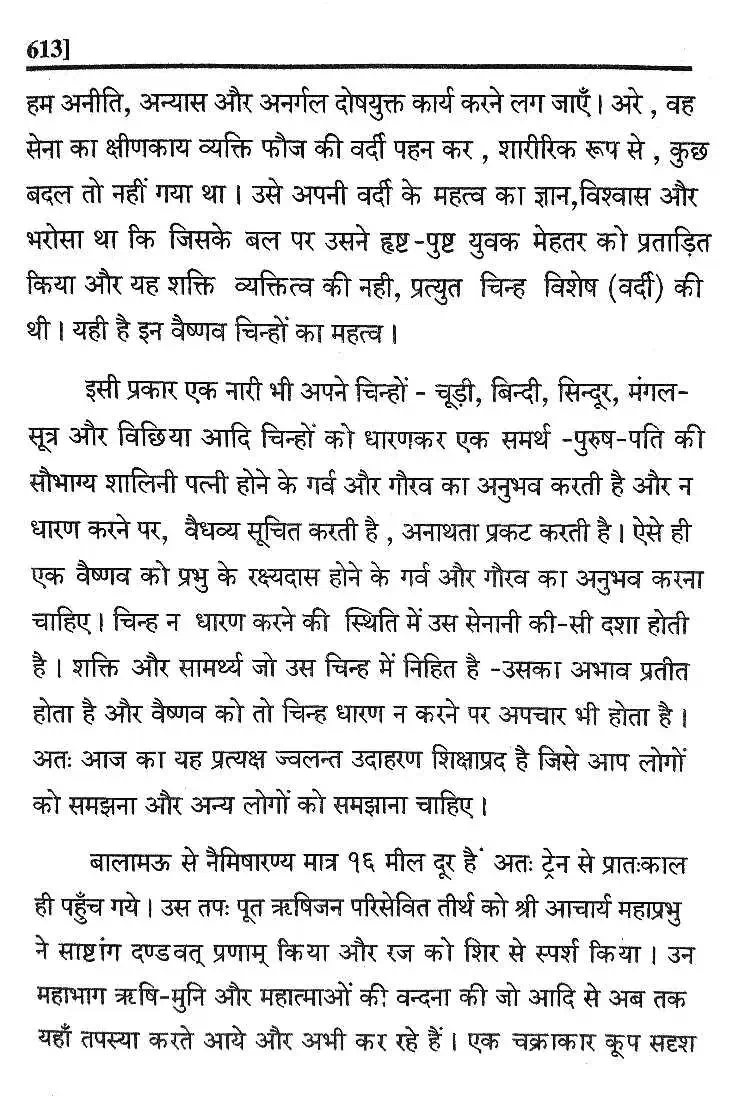 613]
हम अनीति, अन्यास और अनर्गल दोषयुक्त कार्य करने लग जाएँ। अरे , वह
सेना का क्षीणकाय व्यक्ति फौज की वर्दी पहन कर , शारीरिक रूप से , कुछ
बदल तो नहीं गया था । उसे अपनी वर्दी के महत्व का ज्ञान,विश्वास और
भरोसा था कि जिसके बल पर उसने हृष्ट -पुष्ट युवक मेहतर को प्रताड़ित
किया और यह शक्ति व्यक्तित्व की नही, प्रत्युत चिन्ह विशेष (वर्दी) की
थी । यही है इन वैष्णव चिन्हों का महत्व ।
इसी प्रकार एक नारी भी अपने चिन्हों - चूड़ी, बिन्दी, सिन्दूर, मंगल-
सूत्र और विछिया आदि चिन्हों को धारणकर एक समर्थ -पुरुष-पति की
सौभाग्य शालिनी पत्नी होने के गर्व और गौरव का अनुभव करती है और न
धारण करने पर, वैधव्य सूचित करती है , अनाथता प्रकट करती है । ऐसे ही
एक वैष्णव को प्रभु के रक्ष्यदास होने के गर्व और गौरव का अनुभव करना
चाहिए । चिन्ह न धारण करने की स्थिति में उस सेनानी की-सी दशा होती
है । शक्ति और सामर्थ्य जो उस चिन्ह में निहित है -उसका अभाव प्रतीत
होता है और वैष्णव को तो चिन्ह धारण न करने पर अपचार भी होता है ।
अतः आज का यह प्रत्यक्ष ज्वलन्त उदाहरण शिक्षाप्रद है जिसे आप लोगों
को समझना और अन्य लोगों को समझाना चाहिए ।
बालामऊ से नैमिषारण्य मात्र १६ मील दूर हैं अतः ट्रेन से प्रातःकाल
ही पहुँच गये । उस तपः पूत ऋषिजन परिसेवित तीर्थ को श्री आचार्य महाप्रभु
ने साष्टांग दण्डवत् प्रणाम् किया और रज को शिर से स्पर्श किया । उन
महाभाग ऋषि-मुनि और महात्माओं की वन्दना की जो आदि से अब तक
यहाँ तपस्या करते आये और अभी कर रहे हैं । एक चक्राकार कूप सदृश